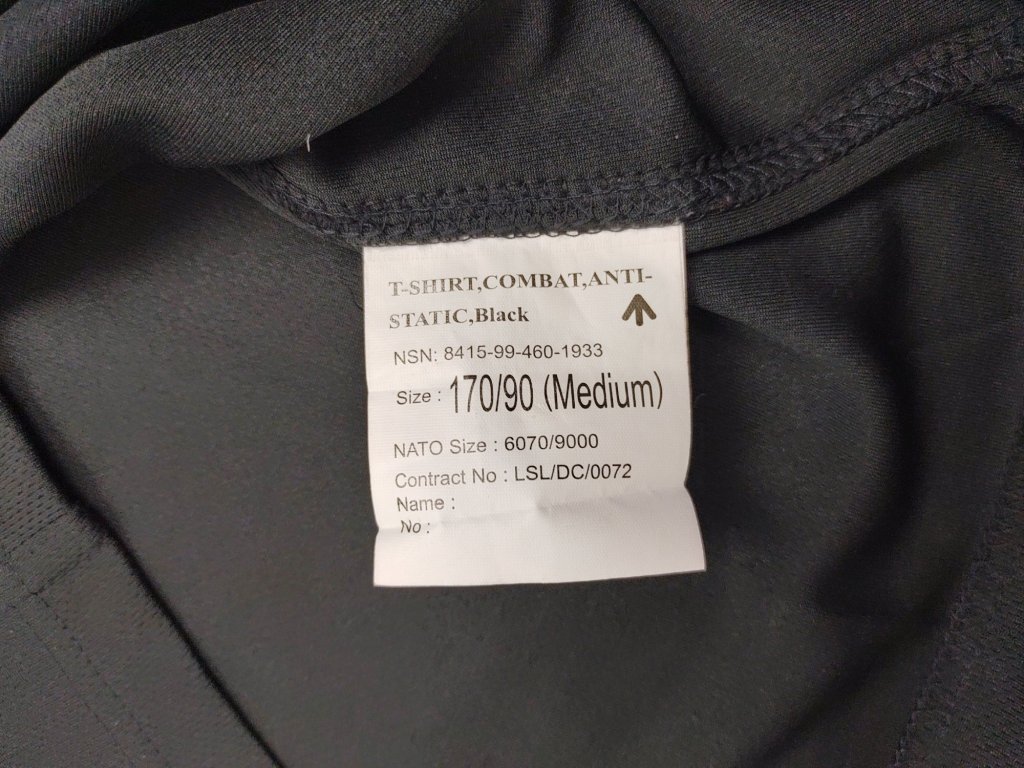 T-SHIRT,COMBAT,ANTI-
STATIC,Black
NSN: 8415-99-460-1933
Size : 170/90 (Medium)
NATO Size : 6070/9000
Contract No : LSL/DC/0072
Name :
No :